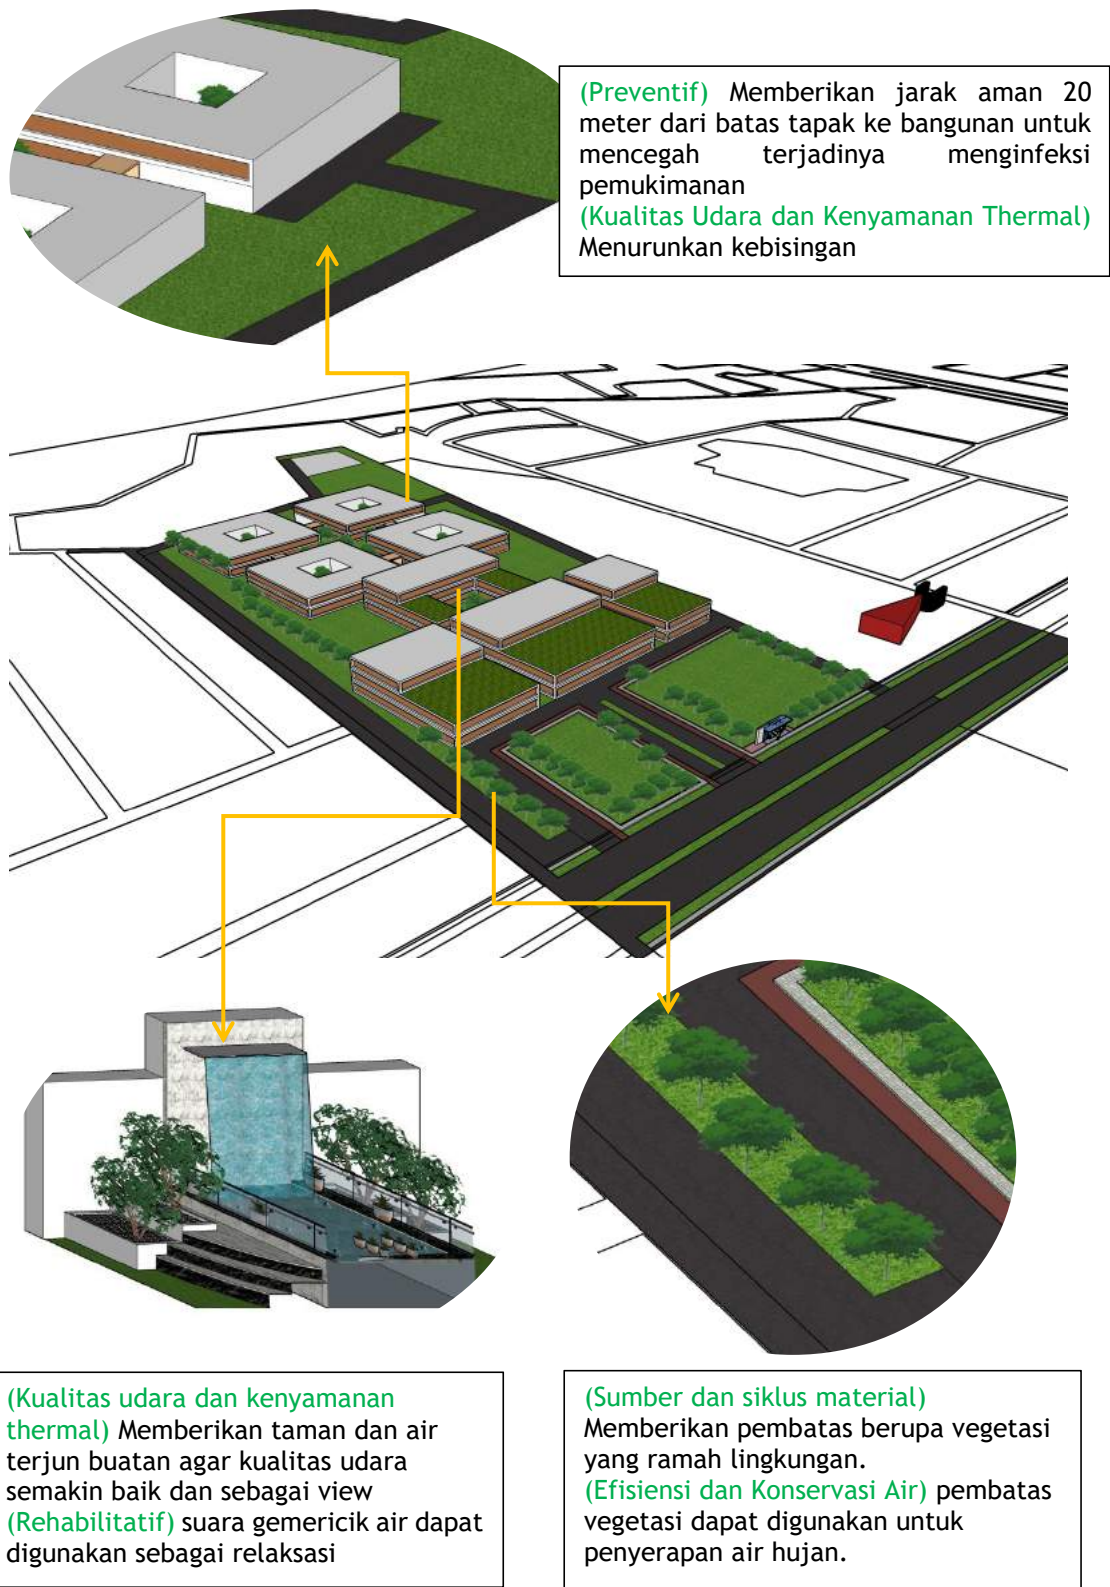 (Preventif) Memberikan jarak aman 20
meter dari batas tapak ke bangunan untuk
mencegah terjadinya menginfeksi
pemukimanan
(Kualitas Udara dan Kenyamanan Thermal)
Menurunkan kebisingan
(Kualitas udara dan kenyamanan
thermal) Memberikan taman dan air
terjun buatan agar kualitas udara
semakin baik dan sebagai view
(Rehabilitatif) suara gemericik air dapat
digunakan sebagai relaksasi
(Sumber dan siklus material)
Memberikan pembatas berupa vegetasi
yang ramah lingkungan.
(Efisiensi dan Konservasi Air) pembatas
vegetasi dapat digunakan untuk
penyerapan air hujan.